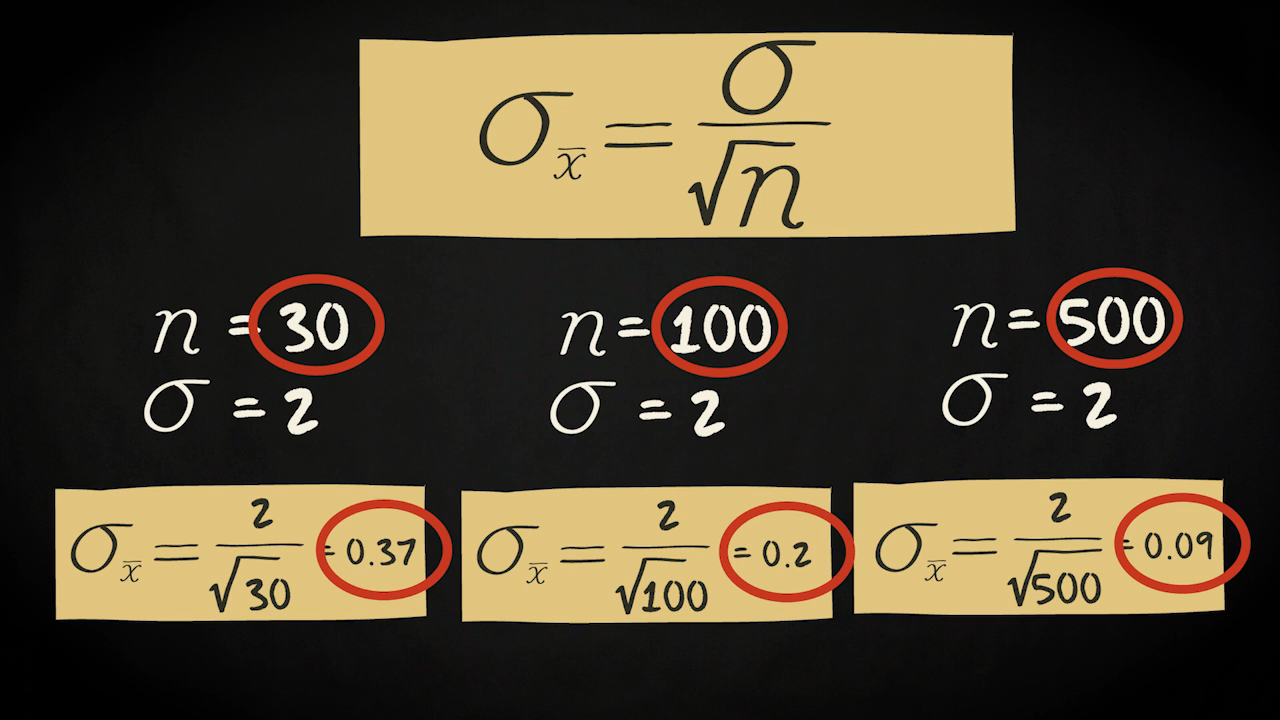 σx̄ = σ/√n
n = 30
σ = 2
σx̄ = 2/√30 = 0.37
n = 100
σ = 2
σx̄ = 2/√100 = 0.2
n = 500
σ = 2
σx̄ = 2/√500 = 0.09